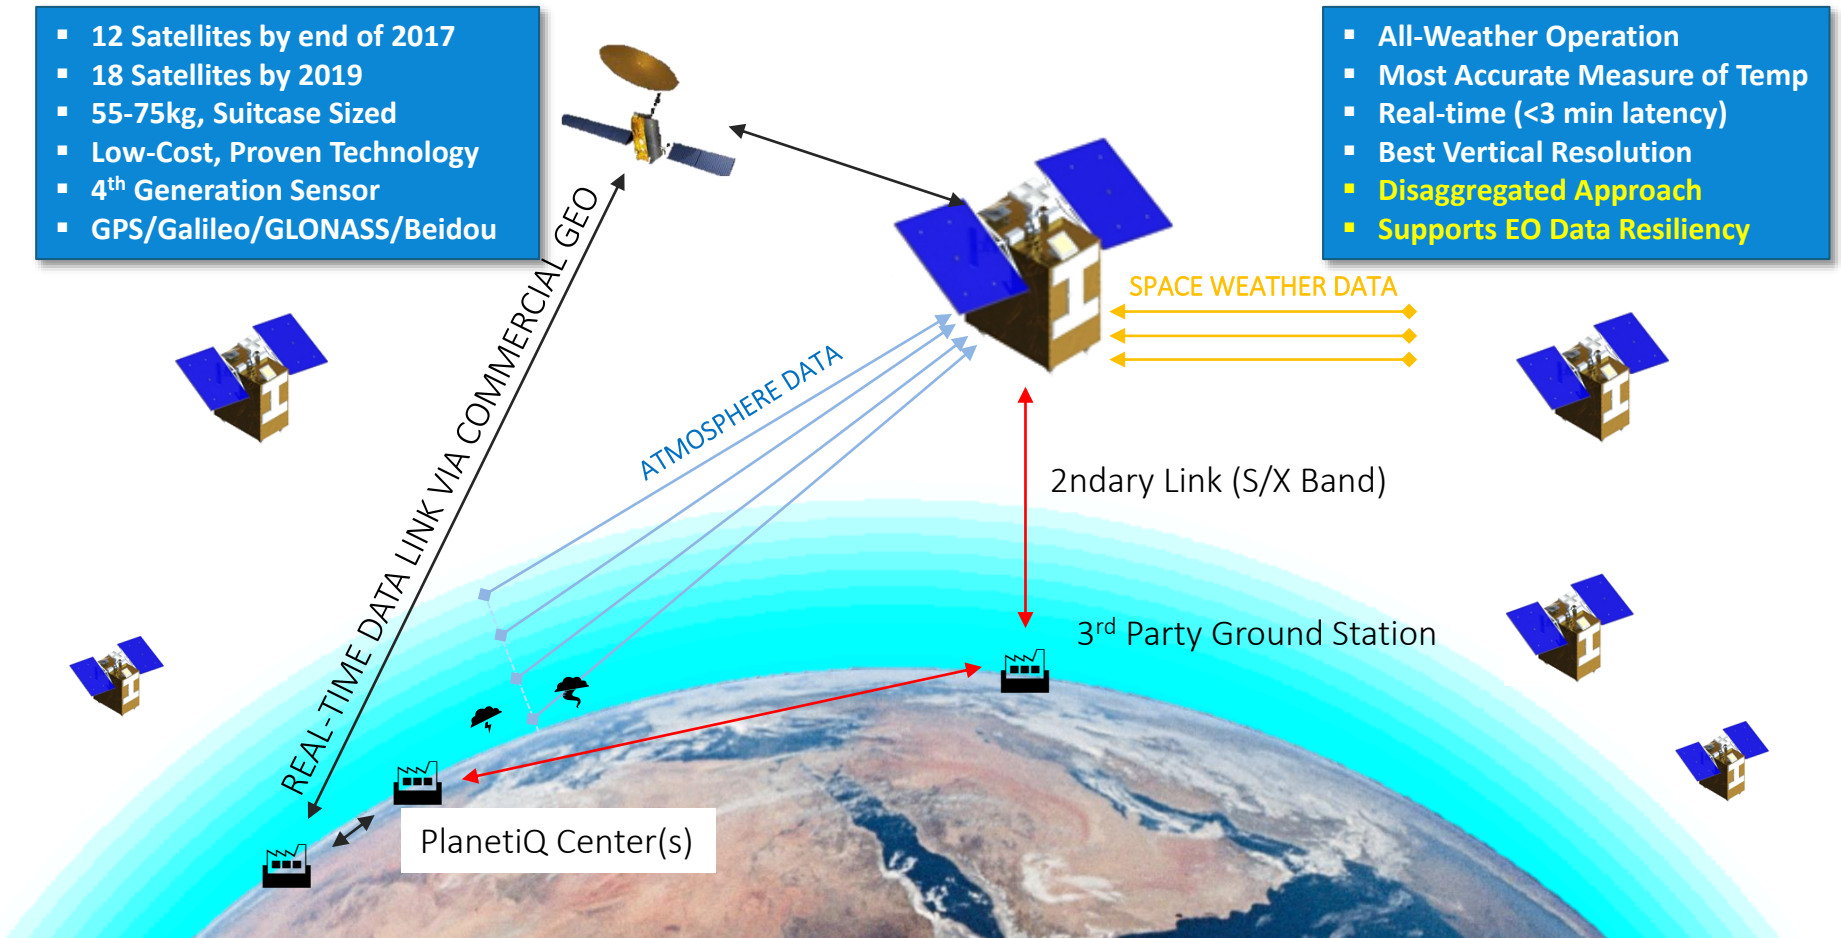 12 Satellites by end of 2017
18 Satellites by 2019
55-75kg, Suitcase Sized
Low-Cost, Proven Technology
4th Generation Sensor
GPS/Galileo/GLONASS/Beidou
All-Weather Operation
Most Accurate Measure of Temp
Real-time (<3 min latency)
Best Vertical Resolution
Disaggregated Approach
Supports EO Data Resiliency
REAL-TIME DATA LINK VIA COMMERCIAL GEO
SPACE WEATHER DATA
ATMOSPHERE DATA
2ndary Link (S/X Band)
3rd Party Ground Station
PlanetiQ Center(s)